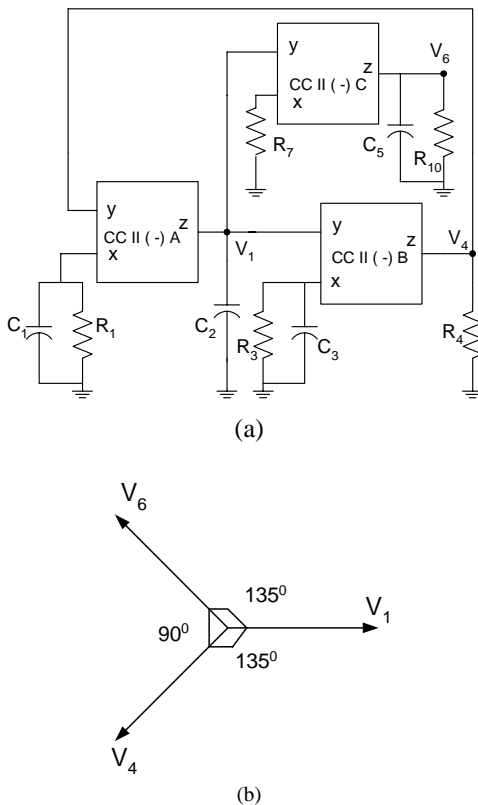 V6
y
z
CC II ( - ) C
x
R7
C5
R10
y
z
CC II ( - ) A
x
V1
y
z
CC II ( - ) B
x
V4
C1
R1
C2
R3
C3
R4
(a)
V6
135⁰
V1
90⁰
135⁰
V4
(b)